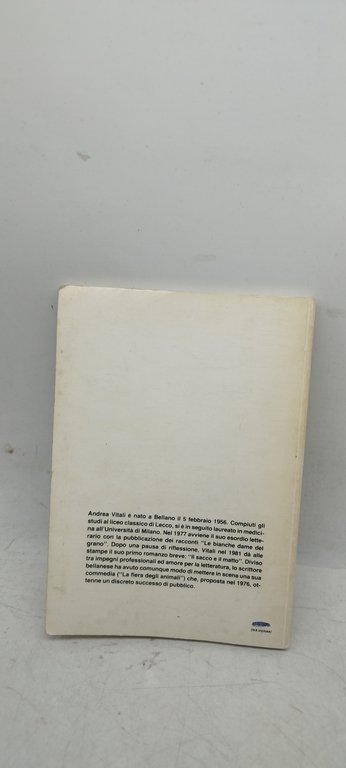 Andrea Vitali è nato a Bellano il 5 febbraio 1956. Compiuti gli
studi al liceo classico di Lecco, si è in seguito laureato in medici-
na all'Università di Milano. Nel 1977 avviene il suo esordio lette-
rario con la pubblicazione dei racconti "Le bianche dame del
grano". Dopo una pausa di riflessione, Vitali nel 1981 dà alle
stampe il suo primo romanzo breve: "Il sacco e il matto". Diviso
tra impegni professionali ed amore per la letteratura, lo scrittore
bellanese ha avuto comunque modo di mettere in scena una sua
commedia ("La fiera degli animali") che, proposta nel 1976, ot-
tenne un discreto successo di pubblico.